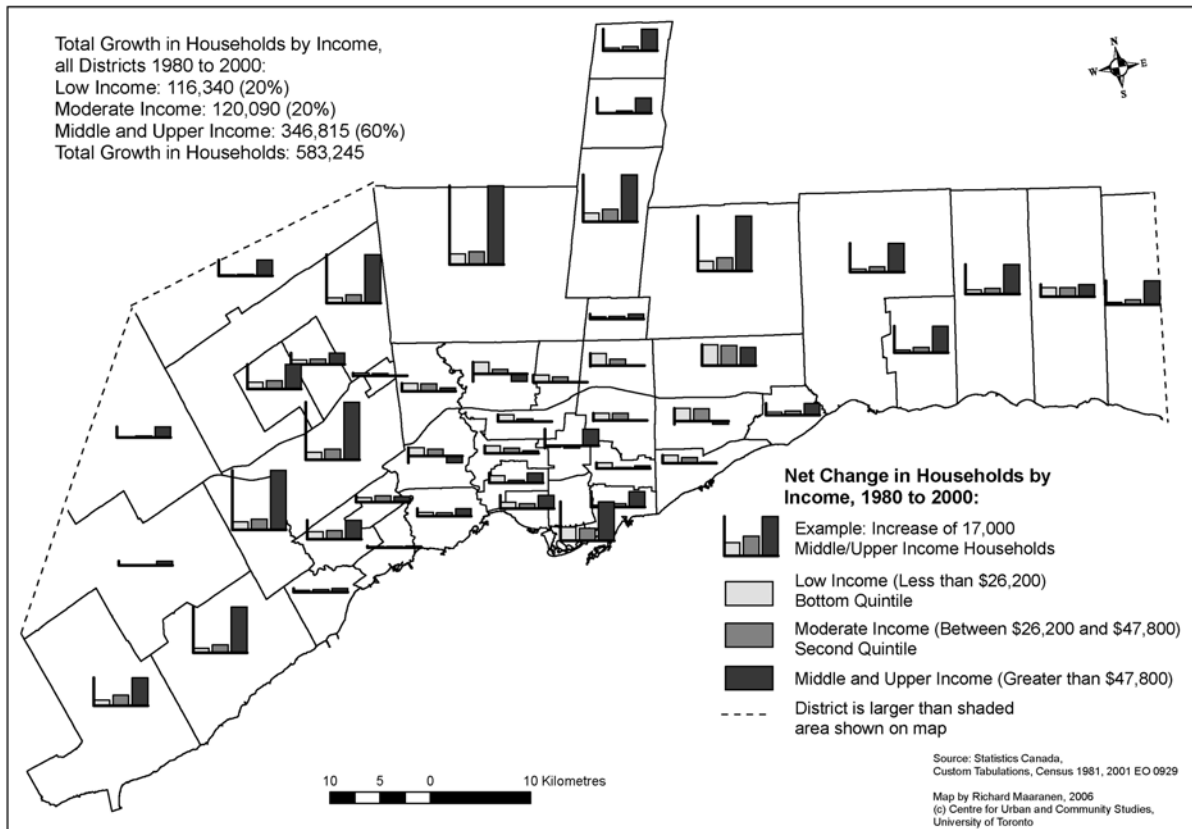 Total Growth in Households by Income,
all Districts 1980 to 2000:
Low Income: 116,340 (20%)
Moderate Income: 120,090 (20%)
Middle and Upper Income: 346,815 (60%)
Total Growth in Households: 583,245
N
W E
S
Net Change in Households by
Income, 1980 to 2000:
Example: Increase of 17,000
Middle/Upper Income Households
Low Income (Less than $26,200)
Bottom Quintile
Moderate Income (Between $26,200 and $47,800)
Second Quintile
Middle and Upper Income (Greater than $47,800)
District is larger than shaded
area shown on map
10 5 0 10 Kilometres
Source: Statistics Canada,
Custom Tabulations, Census 1981, 2001 EO 0929
Map by Richard Maaranen, 2006
(c) Centre for Urban and Community Studies,
University of Toronto